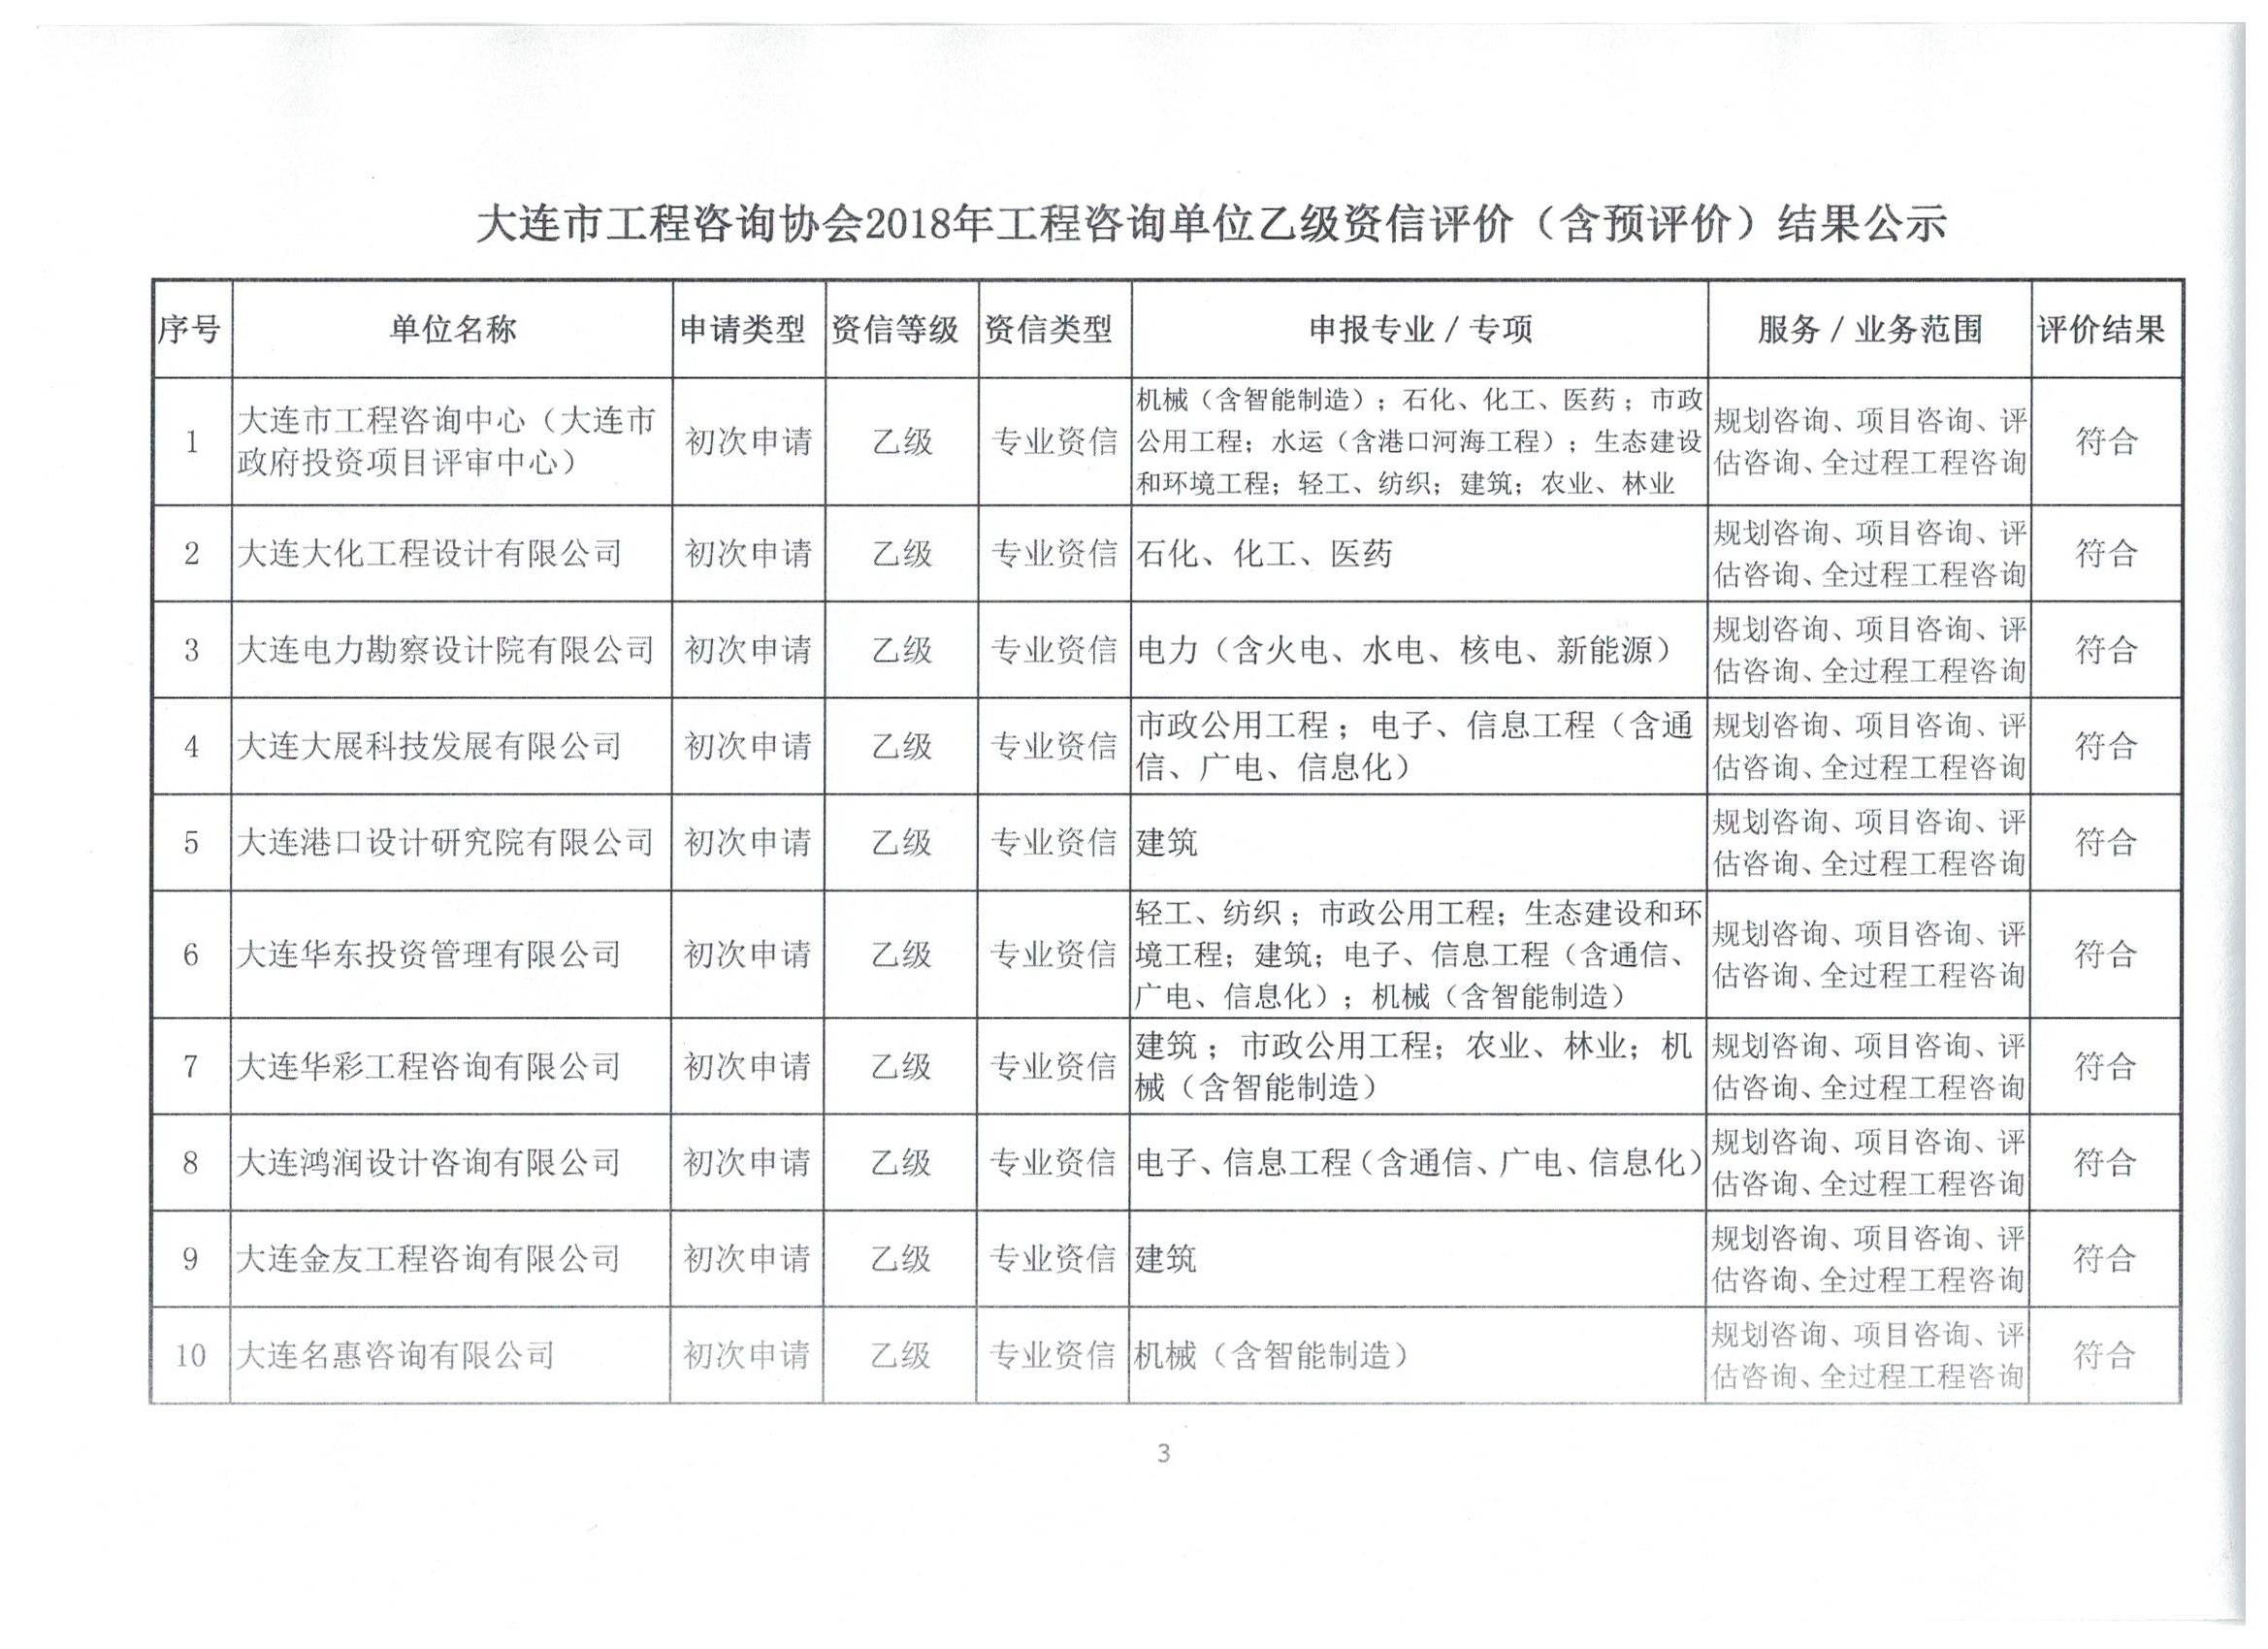 大连市工程咨询协会2018年工程咨询单位乙级资信评价（含预评价）结果公示
序号 单位名称 申请类型 资信等级 资信类型 申报专业／专项 服务／业务范围 评价结果
1 大连市工程咨询中心（大连市政府投资项目评审中心） 初次申请 乙级 专业资信 机械（含智能制造）；石化、化工、医药；市政公用工程；水运（含港口河海工程）；生态建设和环境工程；轻工、纺织；建筑；农业、林业 规划咨询、项目咨询、评估咨询、全过程工程咨询 符合
2 大连大化工程设计有限公司 初次申请 乙级 专业资信 石化、化工、医药 规划咨询、项目咨询、评估咨询、全过程工程咨询 符合
3 大连电力勘察设计院有限公司 初次申请 乙级 专业资信 电力（含火电、水电、核电、新能源） 规划咨询、项目咨询、评估咨询、全过程工程咨询 符合
4 大连大展科技发展有限公司 初次申请 乙级 专业资信 市政公用工程；电子、信息工程（含通信、广电、信息化） 规划咨询、项目咨询、评估咨询、全过程工程咨询 符合
5 大连港口设计研究院有限公司 初次申请 乙级 专业资信 建筑 规划咨询、项目咨询、评估咨询、全过程工程咨询 符合
6 大连华东投资管理有限公司 初次申请 乙级 专业资信 轻工、纺织；市政公用工程；生态建设和环境工程；建筑；电子、信息工程（含通信、广电、信息化）；机械（含智能制造） 规划咨询、项目咨询、评估咨询、全过程工程咨询 符合
7 大连华彩工程咨询有限公司 初次申请 乙级 专业资信 建筑；市政公用工程；农业、林业；机械（含智能制造） 规划咨询、项目咨询、评估咨询、全过程工程咨询 符合
8 大连鸿润设计咨询有限公司 初次申请 乙级 专业资信 电子、信息工程（含通信、广电、信息化） 规划咨询、项目咨询、评估咨询、全过程工程咨询 符合
9 大连金友工程咨询有限公司 初次申请 乙级 专业资信 建筑 规划咨询、项目咨询、评估咨询、全过程工程咨询 符合
10 大连名惠咨询有限公司 初次申请 乙级 专业资信 机械（含智能制造） 规划咨询、项目咨询、评估咨询、全过程工程咨询 符合
3